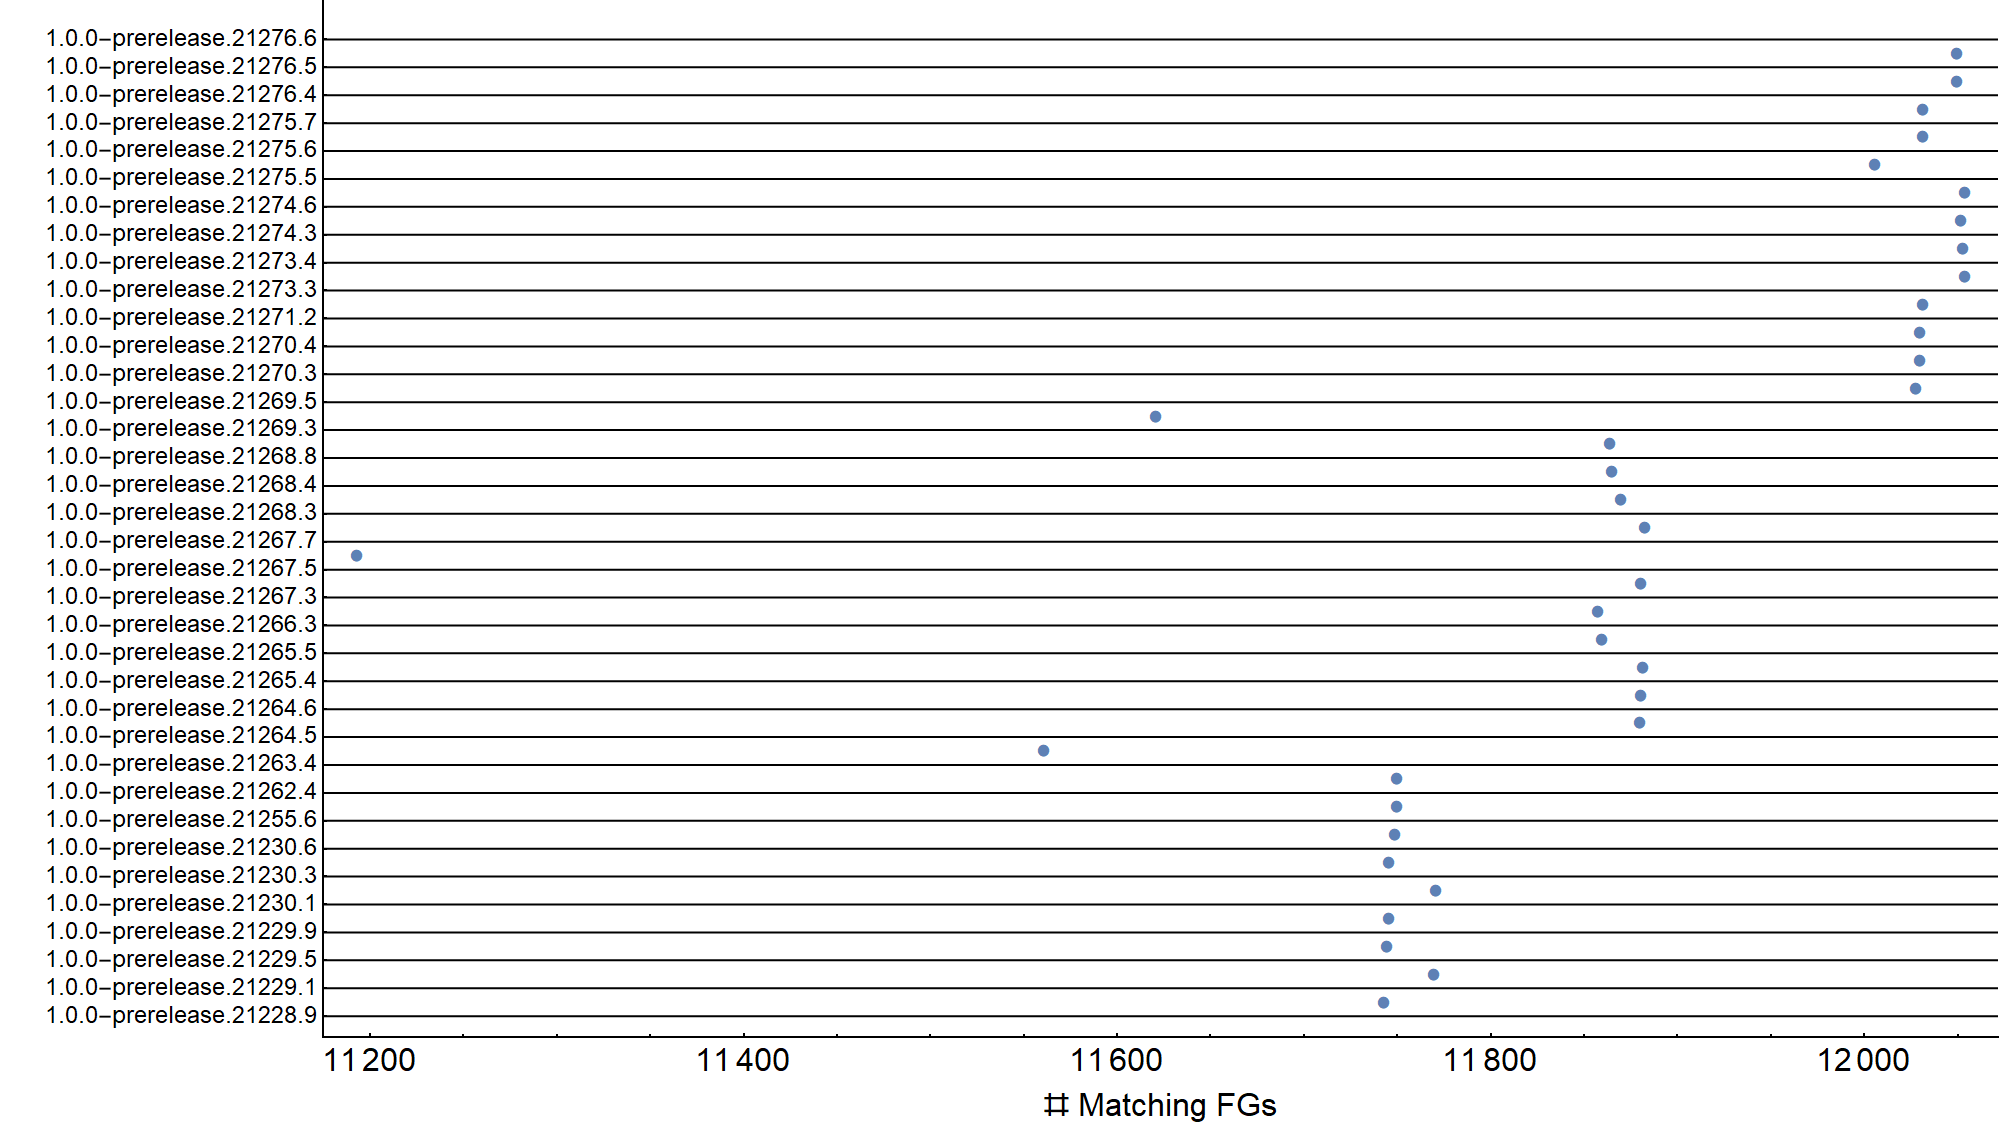 1.0.0−prerelease.21276.6
1.0.0−prerelease.21276.5
1.0.0−prerelease.21276.4
1.0.0−prerelease.21275.7
1.0.0−prerelease.21275.6
1.0.0−prerelease.21275.5
1.0.0−prerelease.21274.6
1.0.0−prerelease.21274.3
1.0.0−prerelease.21273.4
1.0.0−prerelease.21273.3
1.0.0−prerelease.21271.2
1.0.0−prerelease.21270.4
1.0.0−prerelease.21270.3
1.0.0−prerelease.21269.5
1.0.0−prerelease.21269.3
1.0.0−prerelease.21268.8
1.0.0−prerelease.21268.4
1.0.0−prerelease.21268.3
1.0.0−prerelease.21267.7
1.0.0−prerelease.21267.5
1.0.0−prerelease.21267.3
1.0.0−prerelease.21266.3
1.0.0−prerelease.21265.5
1.0.0−prerelease.21265.4
1.0.0−prerelease.21264.6
1.0.0−prerelease.21264.5
1.0.0−prerelease.21263.4
1.0.0−prerelease.21262.4
1.0.0−prerelease.21255.6
1.0.0−prerelease.21230.6
1.0.0−prerelease.21230.3
1.0.0−prerelease.21230.1
1.0.0−prerelease.21229.9
1.0.0−prerelease.21229.5
1.0.0−prerelease.21229.1
1.0.0−prerelease.21228.9
11 200 11 400 11 600 11 800 12 000
# Matching FGs